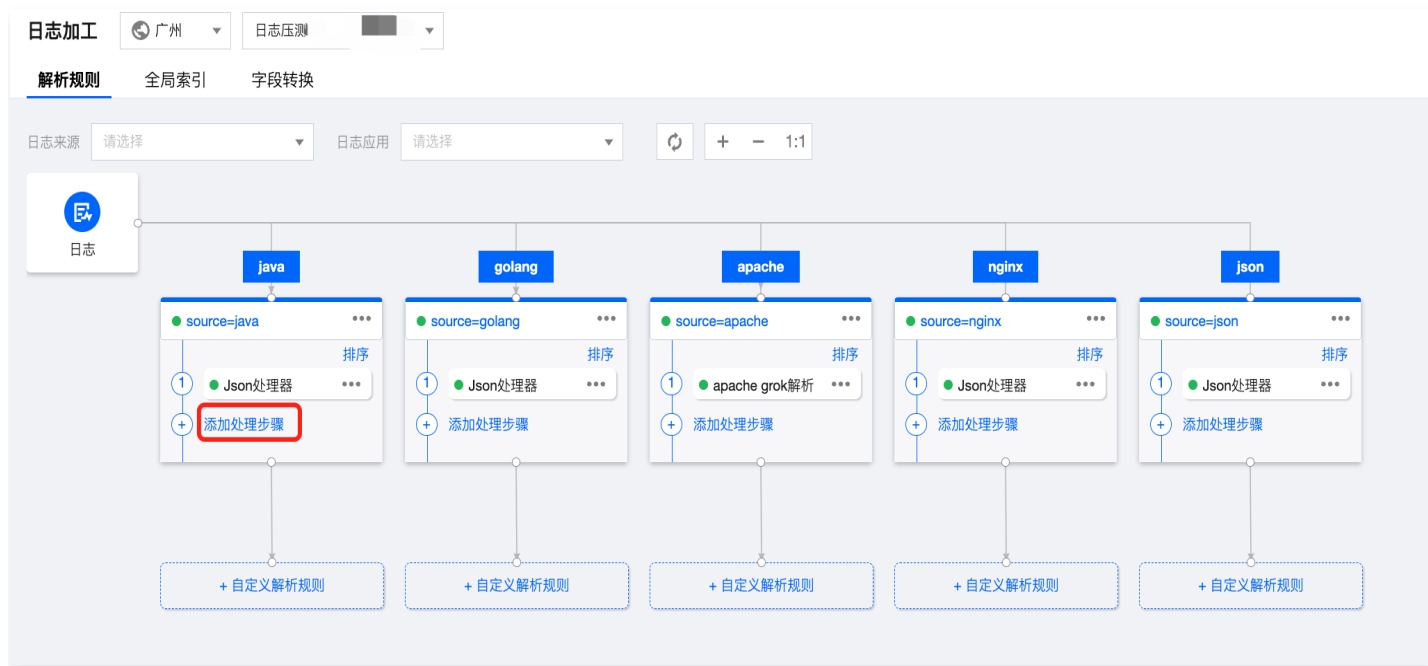 日志加工 广州 日志压测
解析规则 全局索引 字段转换
日志来源 请选择 日志应用 请选择 + − 1:1
日志
java golang apache nginx json
source=java ••• source=golang ••• source=apache ••• source=nginx ••• source=json •••
排序 排序 排序 排序 排序
1 Json处理器 ••• 1 Json处理器 ••• 1 apache grok解析 ••• 1 Json处理器 ••• 1 Json处理器 •••
+ 添加处理步骤 + 添加处理步骤 + 添加处理步骤 + 添加处理步骤 + 添加处理步骤
+ 自定义解析规则 + 自定义解析规则 + 自定义解析规则 + 自定义解析规则 + 自定义解析规则